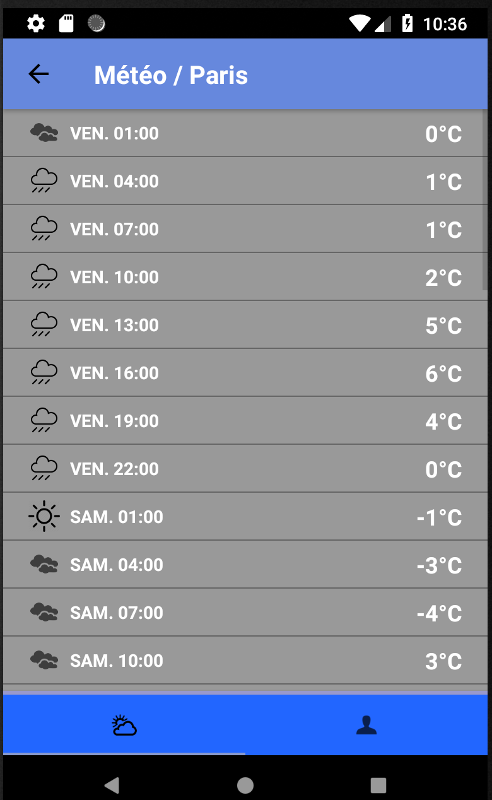 10:36
Météo / Paris
VEN. 01:00 0°C
VEN. 04:00 1°C
VEN. 07:00 1°C
VEN. 10:00 2°C
VEN. 13:00 5°C
VEN. 16:00 6°C
VEN. 19:00 4°C
VEN. 22:00 0°C
SAM. 01:00 -1°C
SAM. 04:00 -3°C
SAM. 07:00 -4°C
SAM. 10:00 3°C